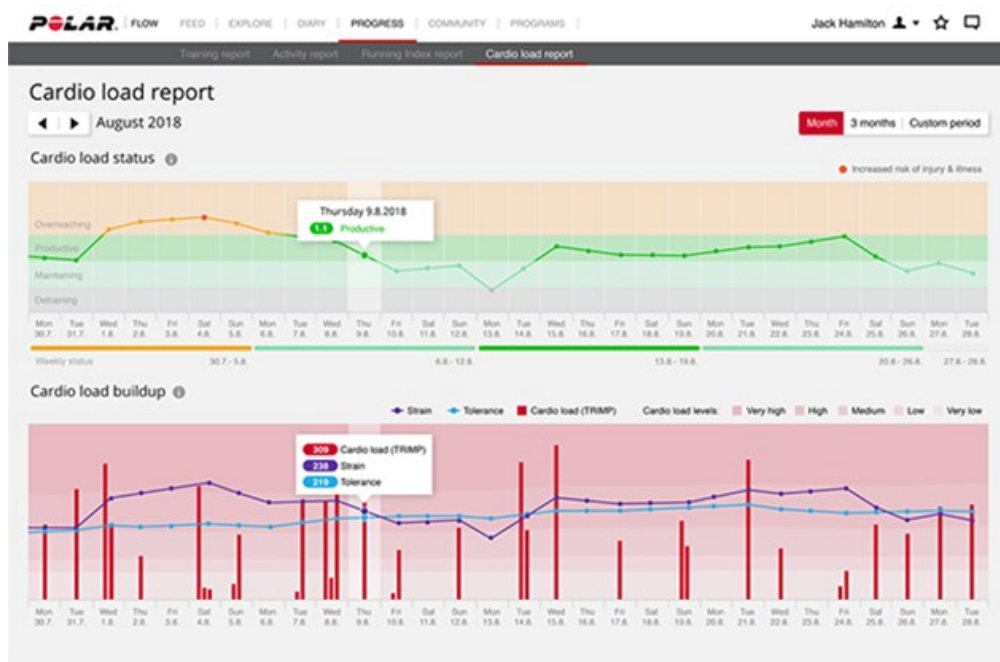 POLAR. FLOW FEED EXPLORE DIARY PROGRESS COMMUNITY PROGRAMS Jack Hamilton
Training report Activity report Running Index report Cardio load report
Cardio load report
August 2018 Month 3 months Custom period
Cardio load status
Increased risk of injury & illness
Thursday 9.8.2018
1.1 Productive
Overreaching
Productive
Maintaining
Detraining
Mon Tue Wed Thu Fri Sat Sun Mon Tue Wed Thu Fri Sat Sun Mon Tue Wed Thu Fri Sat Sun Mon Tue Wed Thu Fri Sat Sun Mon Tue
30.7. 31.7. 1.8. 2.8. 3.8. 4.8. 5.8. 6.8. 7.8. 8.8. 9.8. 10.8. 11.8. 12.8. 13.8. 14.8. 15.8. 16.8. 17.8. 18.8. 19.8. 20.8. 21.8. 22.8. 23.8. 24.8. 25.8. 26.8. 27.8. 28.8.
Weekly status 30.7.- 5.8. 6.8.- 12.8. 13.8.- 19.8. 20.8.- 26.8. 27.8.- 28.8.
Cardio load buildup
Strain Tolerance Cardio load (TRIMP) Cardio load levels: Very high High Medium Low Very low
309 Cardio load (TRIMP)
238 Strain
219 Tolerance
Mon Tue Wed Thu Fri Sat Sun Mon Tue Wed Thu Fri Sat Sun Mon Tue Wed Thu Fri Sat Sun Mon Tue Wed Thu Fri Sat Sun Mon Tue
30.7. 31.7. 1.8. 2.8. 3.8. 4.8. 5.8. 6.8. 7.8. 8.8. 9.8. 10.8. 11.8. 12.8. 13.8. 14.8. 15.8. 16.8. 17.8. 18.8. 19.8. 20.8. 21.8. 22.8. 23.8. 24.8. 25.8. 26.8. 27.8. 28.8.